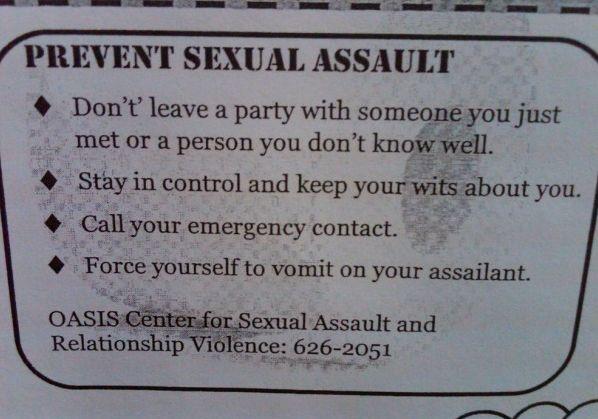 PREVENT SEXUAL ASSAULT
♦ Don't' leave a party with someone you just
met or a person you don't know well.
♦ Stay in control and keep your wits about you.
♦ Call your emergency contact.
♦ Force yourself to vomit on your assailant.
OASIS Center for Sexual Assault and
Relationship Violence: 626-2051